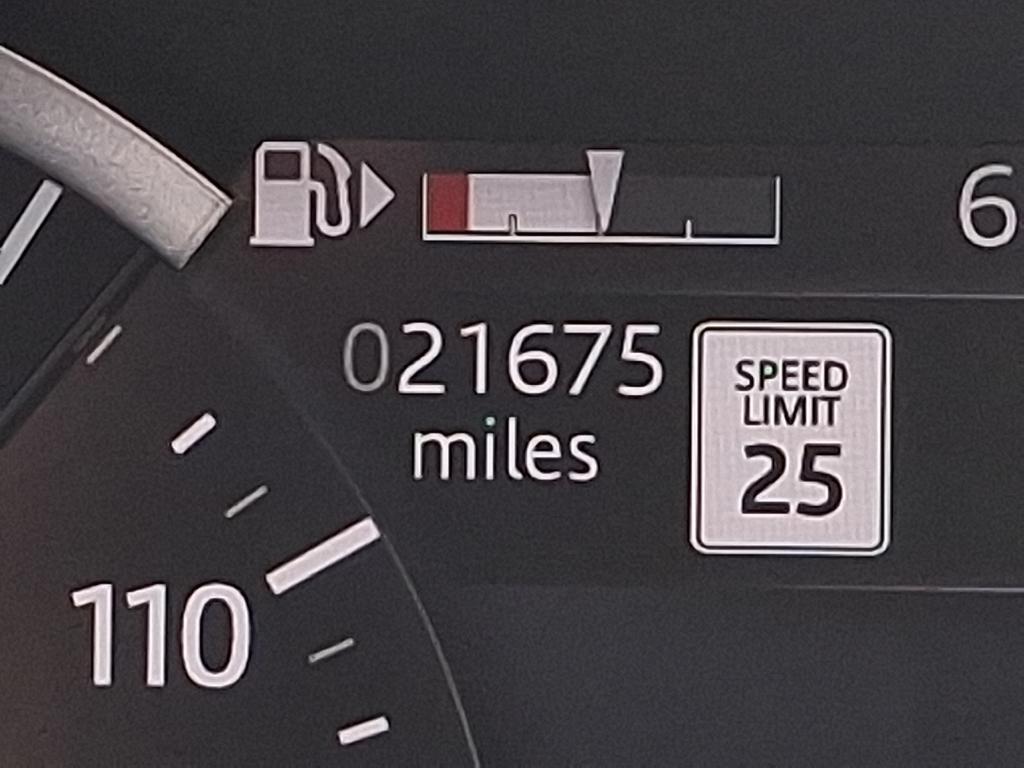 6
021675
miles
SPEED
LIMIT
25
110